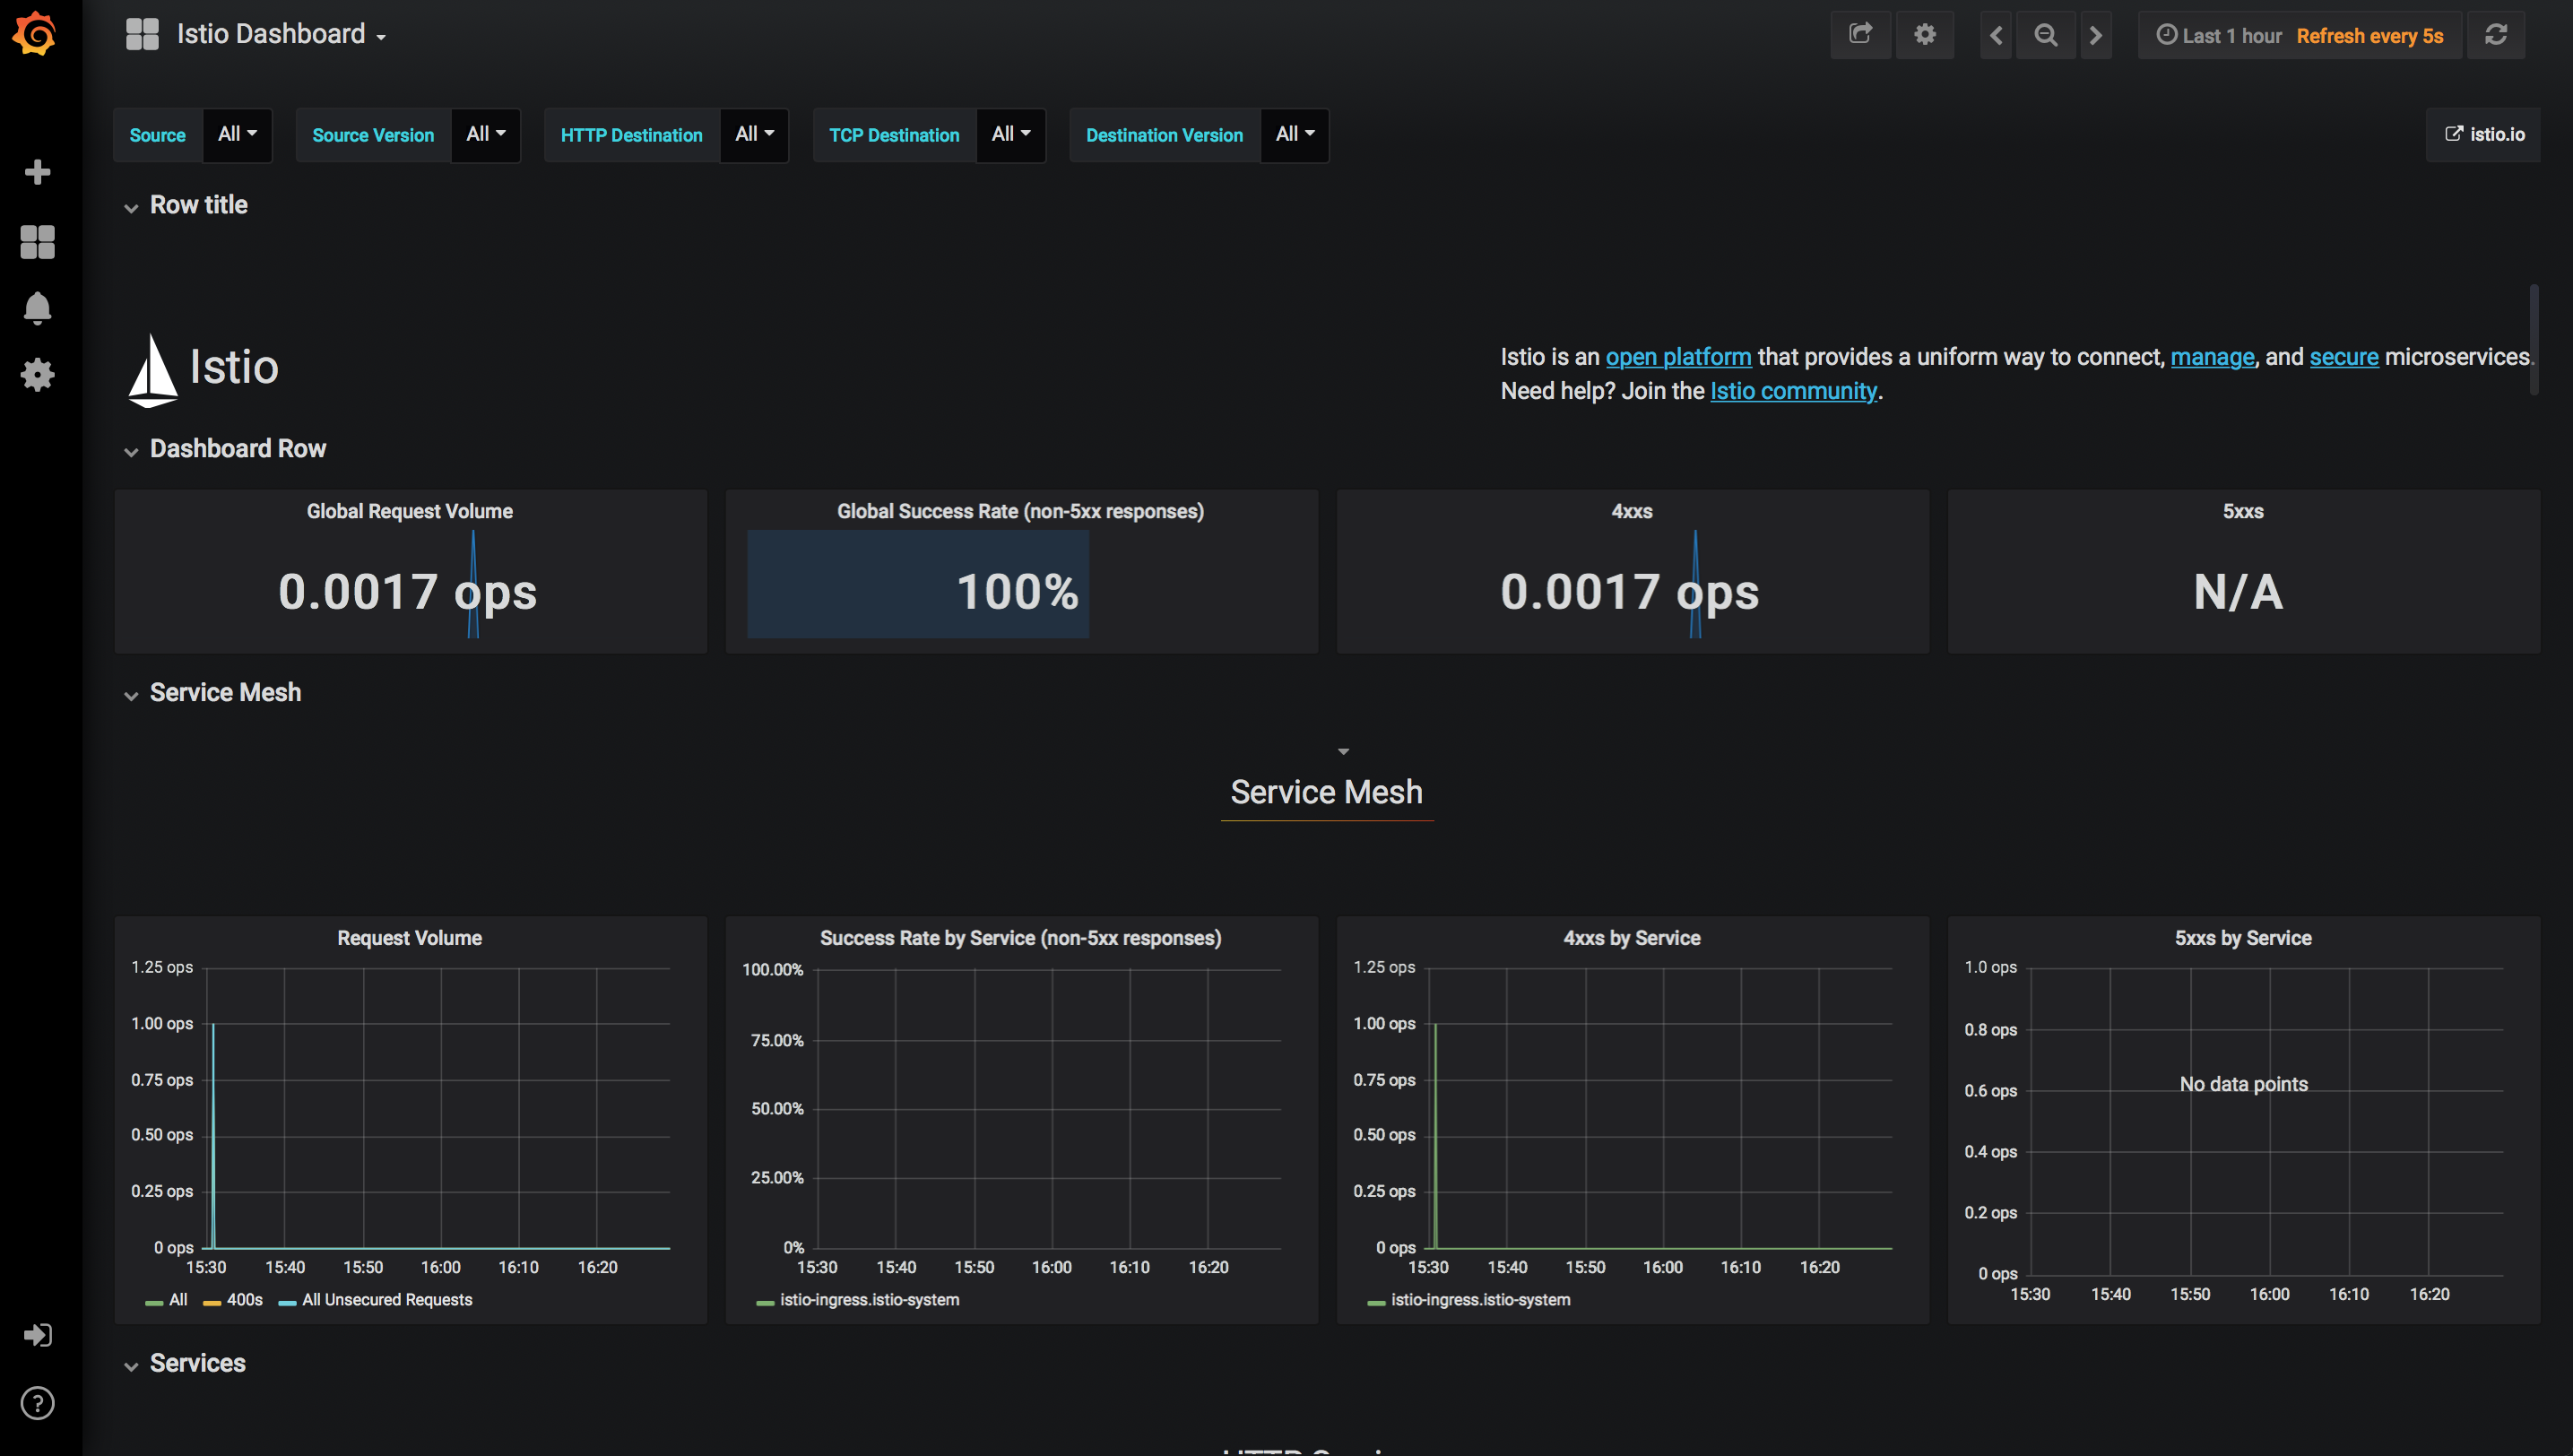 Istio Dashboard
Last 1 hour Refresh every 5s
Source All Source Version All HTTP Destination All TCP Destination All Destination Version All istio.io
Row title
Istio
Istio is an open platform that provides a uniform way to connect, manage, and secure microservices.
Need help? Join the Istio community.
Dashboard Row
Global Request Volume
0.0017 ops
Global Success Rate (non-5xx responses)
100%
4xxs
0.0017 ops
5xxs
N/A
Service Mesh
Service Mesh
Request Volume
1.25 ops
1.00 ops
0.75 ops
0.50 ops
0.25 ops
0 ops
15:30 15:40 15:50 16:00 16:10 16:20
All 400s All Unsecured Requests
Success Rate by Service (non-5xx responses)
100.00%
75.00%
50.00%
25.00%
0%
15:30 15:40 15:50 16:00 16:10 16:20
istio-ingress.istio-system
4xxs by Service
1.25 ops
1.00 ops
0.75 ops
0.50 ops
0.25 ops
0 ops
15:30 15:40 15:50 16:00 16:10 16:20
istio-ingress.istio-system
5xxs by Service
1.0 ops
0.8 ops
0.6 ops
0.4 ops
0.2 ops
0 ops
No data points
15:30 15:40 15:50 16:00 16:10 16:20
Services